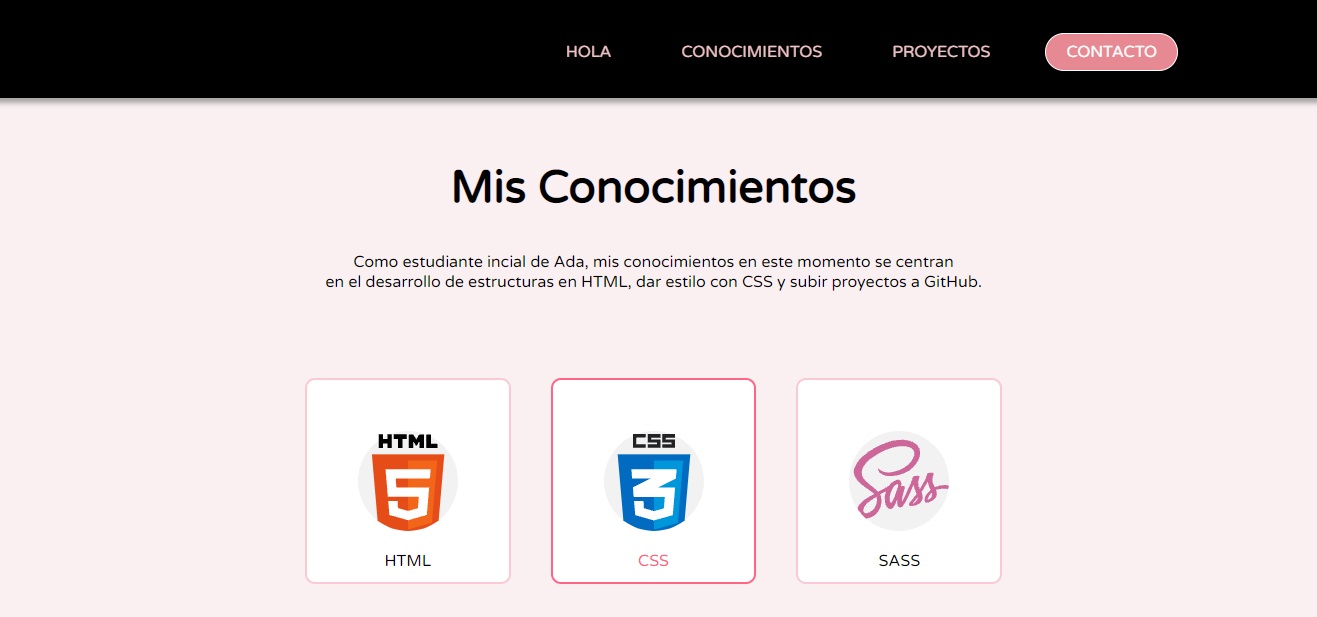 HOLA CONOCIMIENTOS PROYECTOS CONTACTO
Mis Conocimientos
Como estudiante incial de Ada, mis conocimientos en este momento se centran
en el desarrollo de estructuras en HTML, dar estilo con CSS y subir proyectos a GitHub.
HTML
5
HTML
CSS
3
CSS
Sass
SASS